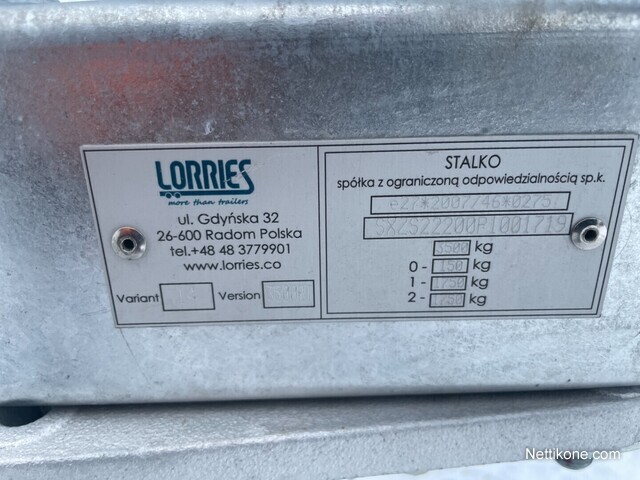 LORRIES
more than trailers
ul. Gdyńska 32
26-600 Radom Polska
tel.+48 48 3779901
www.lorries.co
Variant
Version
STALKO
spółka z ograniczoną odpowiedzialnością sp.k.
e27*2007/46*0275*
3500 kg
0 - 150 kg
1 - 1750 kg
2 - 1750 kg
Nettikone.com